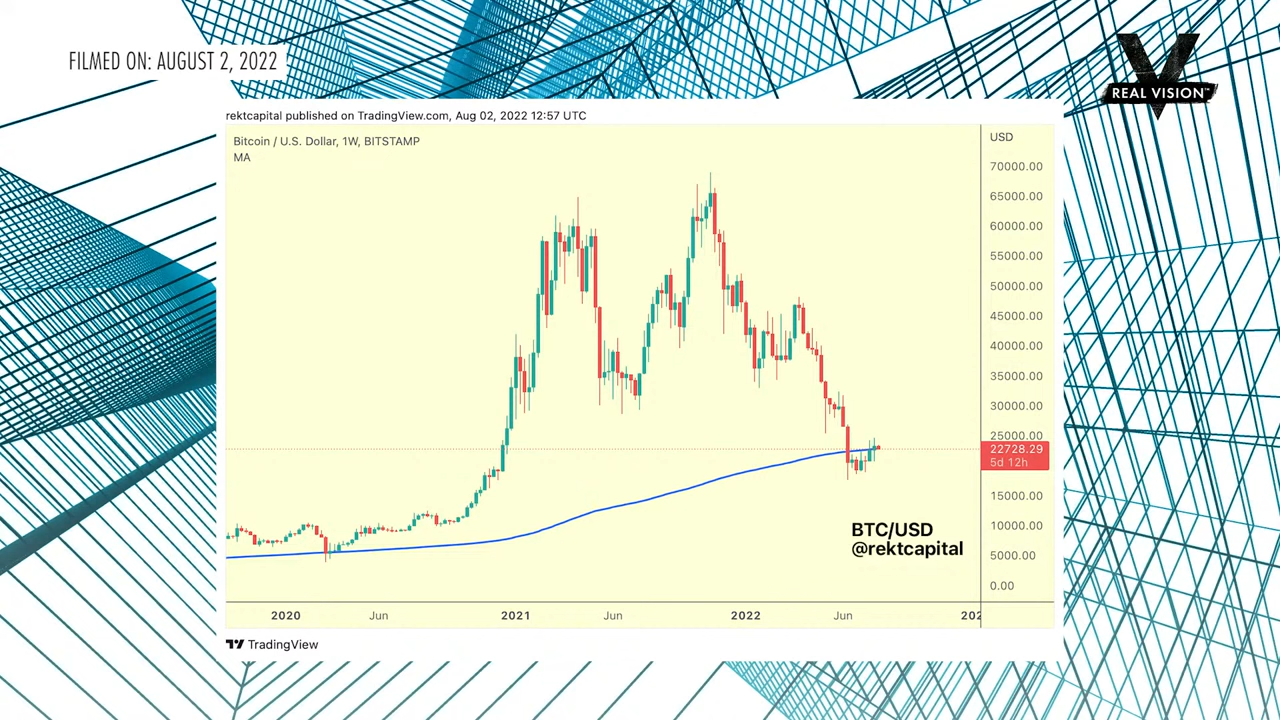 FILMED ON: AUGUST 2, 2022
REAL VISION™
rektcapital published on TradingView.com, Aug 02, 2022 12:57 UTC
Bitcoin / U.S. Dollar, 1W, BITSTAMP
MA
USD
70000.00
65000.00
60000.00
55000.00
50000.00
45000.00
40000.00
35000.00
30000.00
25000.00
22728.29
5d 12h
15000.00
10000.00
5000.00
0.00
BTC/USD
@rektcapital
2020
Jun
2021
Jun
2022
Jun
202
TradingView